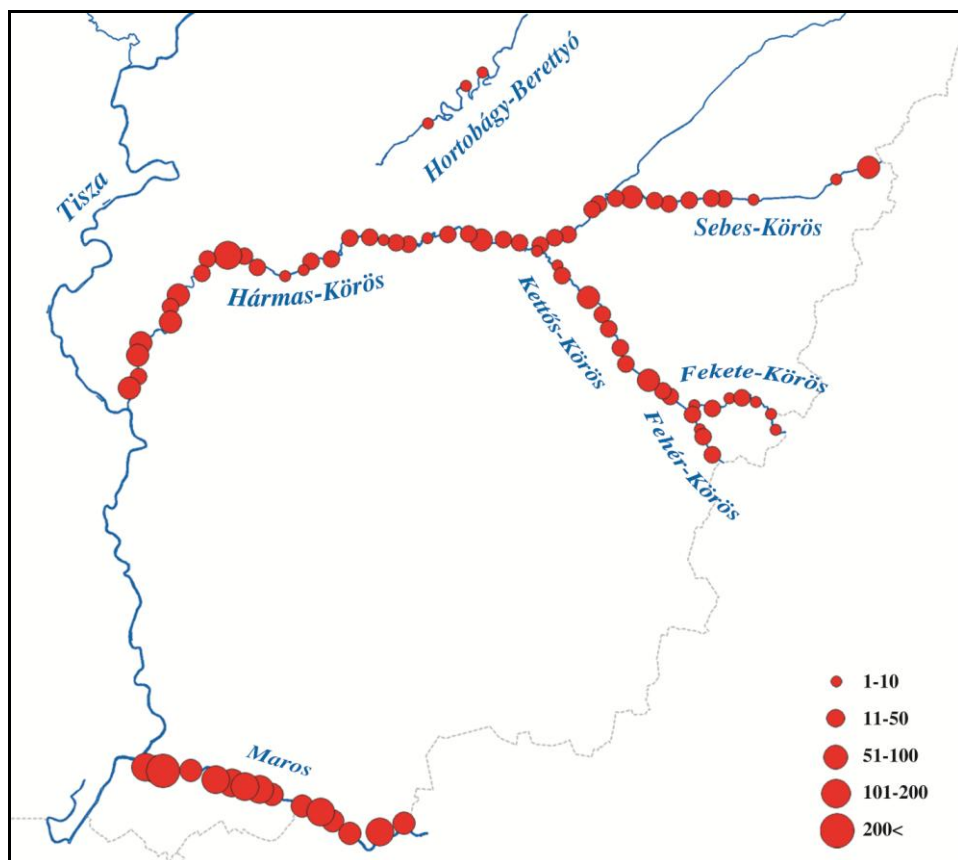 Hortobágy-Berettyó
Tisza
Sebes-Körös
Hármas-Körös
Kettős-Körös
Fekete-Körös
Fehér-Körös
Maros
1-10
11-50
51-100
101-200
200<